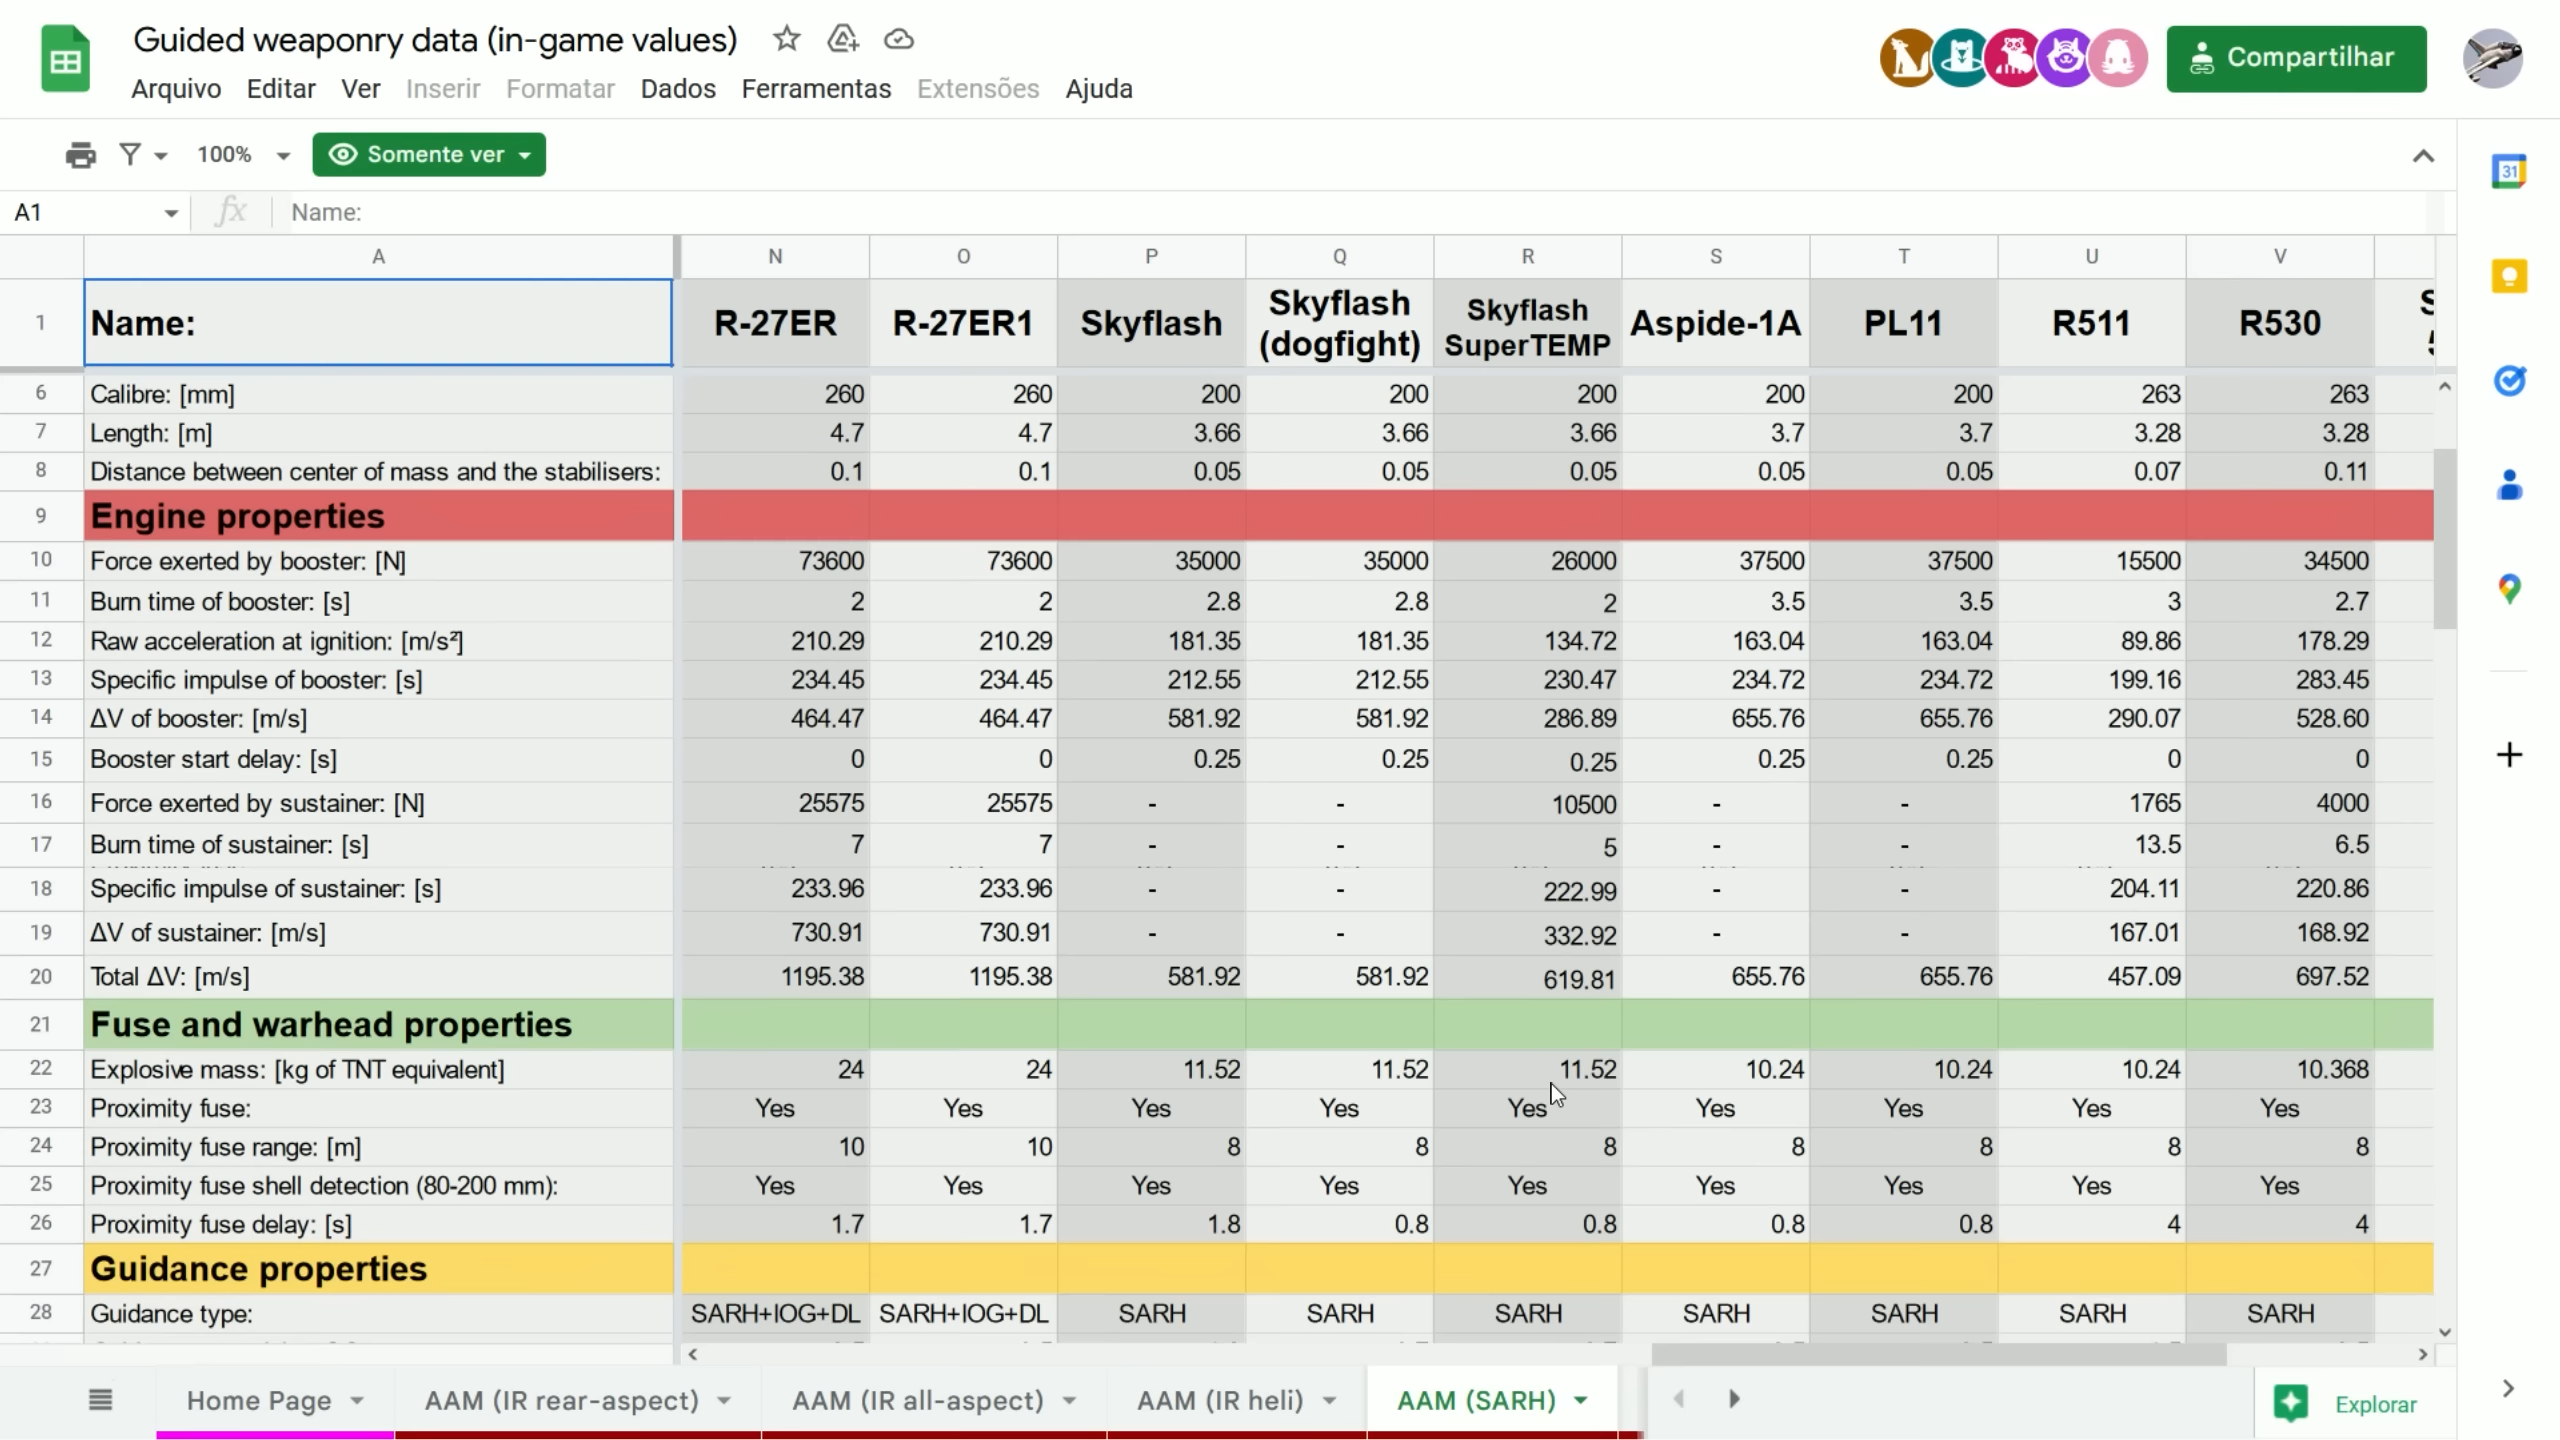 Guided weaponry data (in-game values)
Arquivo Editar Ver Inserir Formatar Dados Ferramentas Extensões Ajuda
Compartilhar
100% Somente ver
31
A1 fx Name:
A N O P Q R S T U V
1 Name: R-27ER R-27ER1 Skyflash Skyflash (dogfight) Skyflash SuperTEMP Aspide-1A PL11 R511 R530
6 Calibre: [mm] 260 260 200 200 200 200 200 263 263
7 Length: [m] 4.7 4.7 3.66 3.66 3.66 3.7 3.7 3.28 3.28
8 Distance between center of mass and the stabilisers: 0.1 0.1 0.05 0.05 0.05 0.05 0.05 0.07 0.11
9 Engine properties
10 Force exerted by booster: [N] 73600 73600 35000 35000 26000 37500 37500 15500 34500
11 Burn time of booster: [s] 2 2 2.8 2.8 2 3.5 3.5 3 2.7
12 Raw acceleration at ignition: [m/s²] 210.29 210.29 181.35 181.35 134.72 163.04 163.04 89.86 178.29
13 Specific impulse of booster: [s] 234.45 234.45 212.55 212.55 230.47 234.72 234.72 199.16 283.45
14 ΔV of booster: [m/s] 464.47 464.47 581.92 581.92 286.89 655.76 655.76 290.07 528.60
15 Booster start delay: [s] 0 0 0.25 0.25 0.25 0.25 0.25 0 0
16 Force exerted by sustainer: [N] 25575 25575 - - 10500 - - 1765 4000
17 Burn time of sustainer: [s] 7 7 - - 5 - - 13.5 6.5
18 Specific impulse of sustainer: [s] 233.96 233.96 - - 222.99 - - 204.11 220.86
19 ΔV of sustainer: [m/s] 730.91 730.91 - - 332.92 - - 167.01 168.92
20 Total ΔV: [m/s] 1195.38 1195.38 581.92 581.92 619.81 655.76 655.76 457.09 697.52
21 Fuse and warhead properties
22 Explosive mass: [kg of TNT equivalent] 24 24 11.52 11.52 11.52 10.24 10.24 10.24 10.368
23 Proximity fuse: Yes Yes Yes Yes Yes Yes Yes Yes Yes
24 Proximity fuse range: [m] 10 10 8 8 8 8 8 8 8
25 Proximity fuse shell detection (80-200 mm): Yes Yes Yes Yes Yes Yes Yes Yes Yes
26 Proximity fuse delay: [s] 1.7 1.7 1.8 0.8 0.8 0.8 0.8 4 4
27 Guidance properties
28 Guidance type: SARH+IOG+DL SARH+IOG+DL SARH SARH SARH SARH SARH SARH SARH
Home Page AAM (IR rear-aspect) AAM (IR all-aspect) AAM (IR heli) AAM (SARH) Explorar